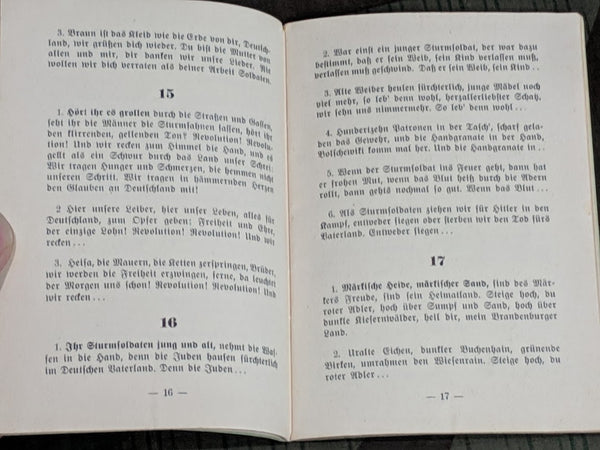 3. Braun ist das Kleid wie die Erde von dir, Deutsch-
land, wir grüßen dich wieder. Du bist die Mutter von
allen und mir, dir danken wir unsre Lieder. Nie
wollen wir dich verraten als deiner Arbeit Soldaten.
15
1. Hört ihr es grollen durch die Straßen und Gassen,
seht ihr die Männer die Sturmfahnen fassen, hört ihr
den klirrenden, gellenden Ton? Revolution! Revolu-
tion! Und wir recken zum Himmel die Hand, und es
gellt als ein Schwur durch das Land unser Schrei:
Wir tragen Hunger und Schmerzen, die hemmen nicht
unseren Schritt. Wir tragen in hämmernden Herzen
den Glauben an Deutschland mit!
2 Hier unsere Leiber, hier unser Leben, alles für
Deutschland, zum Opfer geben; Freiheit und Ehre,
der einzige Lohn! Revolution! Revolution! Und wir
recken ...
3. Heisa, die Mauern, die Ketten zerspringen, Brüder,
wir werden die Freiheit erzwingen, ferne, da leuchtet
der Morgen uns schon! Revolution! Revolution! Und
wir recken ...
16
1. Ihr Sturmsoldaten jung und alt, nehmt die Waf-
fen in die Hand, denn die Juden hausen fürchterlich
im Deutschen Vaterland. Denn die Juden ...
— 16 —
2. War einst ein junger Sturmsoldat, der war dazu
bestimmt, daß er sein Weib, sein Kind verlassen muß,
verlassen muß geschwind. Daß er sein Weib, sein Kind ..
3. Alte Weiber heulen fürchterlich, junge Mädel noch
viel mehr, so leb' denn wohl, herzallerliebster Schatz,
wir sehn uns nimmermehr. So leb' denn wohl ...
4. Hundertzehn Patronen in der Tasch', scharf gela-
den das Gewehr, und die Handgranate in der Hand,
Bolschewiki komm mal her. Und die Handgranate in ..
5. Wenn der Sturmsoldat ins Feuer geht, dann hat
er frohen Mut, wenn das Blut heiß durch die Adern
rollt, dann gehts nochmal so gut. Wenn das Blut ...
6. Als Sturmsoldaten ziehen wir für Hitler in den
Kampf, entweder siegen oder sterben wir den Tod fürs
Vaterland. Entweder siegen ...
17
1. Märkische Heide, märkischer Sand, sind des Mär-
kers Freude, sind sein Heimatland. Steige hoch, du
roter Adler, hoch über Sumpf und Sand, hoch über
dunkle Kiefernwälder, heil dir, mein Brandenburger
Land.
2. Uralte Eichen, dunkler Buchenhain, grünende
Birken, umrahmen den Wiesenrain. Steige hoch, du
roter Adler ...
— 17 —